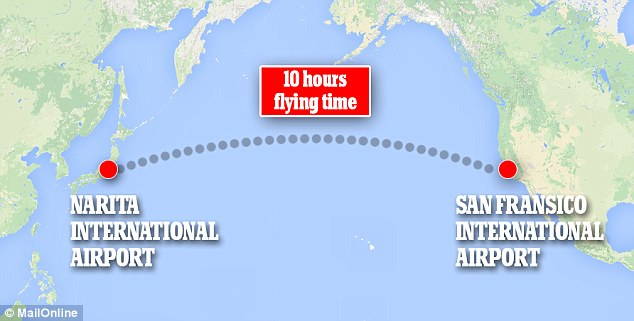 10 hours
flying time
NARITA
INTERNATIONAL
AIRPORT
SAN FRANSICO
INTERNATIONAL
AIRPORT
© MailOnline